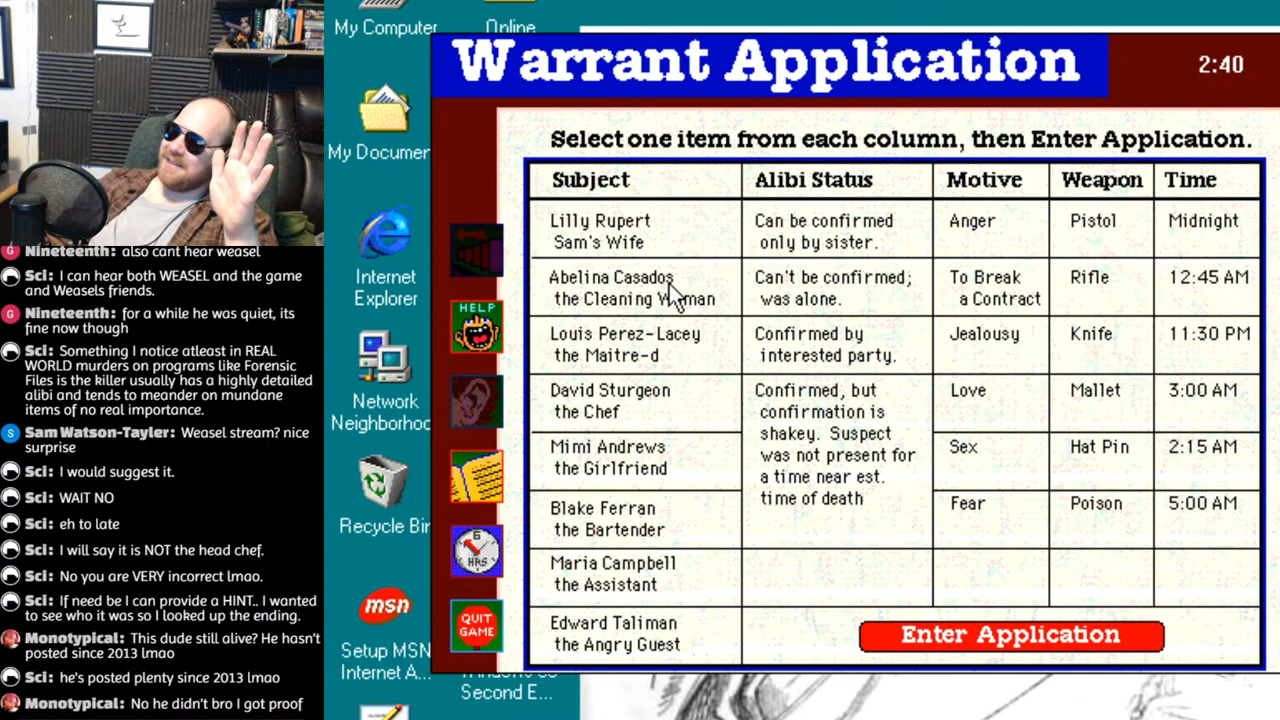 My Computer
Online
My Documen
Internet
Explorer
Network
Neighborhoo
Recycle Bin
msn
Setup MSN
Internet A...
Second E...
Warrant Application
2:40
Select one item from each column, then Enter Application.
Subject Alibi Status Motive Weapon Time
Lilly Rupert
Sam's Wife
Abelina Casados
the Cleaning Woman
Louis Perez-Lacey
the Maitre-d
David Sturgeon
the Chef
Mimi Andrews
the Girlfriend
Blake Ferran
the Bartender
Maria Campbell
the Assistant
Edward Taliman
the Angry Guest
Can be confirmed
only by sister.
Can't be confirmed;
was alone.
Confirmed by
interested party.
Confirmed, but
confirmation is
shakey. Suspect
was not present for
a time near est.
time of death
Anger
To Break
a Contract
Jealousy
Love
Sex
Fear
Pistol
Rifle
Knife
Mallet
Hat Pin
Poison
Midnight
12:45 AM
11:30 PM
3:00 AM
2:15 AM
5:00 AM
Enter Application
HELP
6
HRS
QUIT
GAME
G Nineteenth: also cant hear weasel
Sci: I can hear both WEASEL and the game
and Weasels friends.
G Nineteenth: for a while he was quiet, its
fine now though
Sci: Something I notice atleast in REAL
WORLD murders on programs like Forensic
Files is the killer usually has a highly detailed
alibi and tends to meander on mundane
items of no real importance.
S Sam Watson-Tayler: Weasel stream? nice
surprise
Sci: I would suggest it.
Sci: WAIT NO
Sci: eh to late
Sci: I will say it is NOT the head chef.
Sci: No you are VERY incorrect lmao.
Sci: If need be I can provide a HINT.. I wanted
to see who it was so I looked up the ending.
Monotypical: This dude still alive? He hasn't
posted since 2013 lmao
Sci: he's posted plenty since 2013 lmao
Monotypical: No he didn't bro I got proof